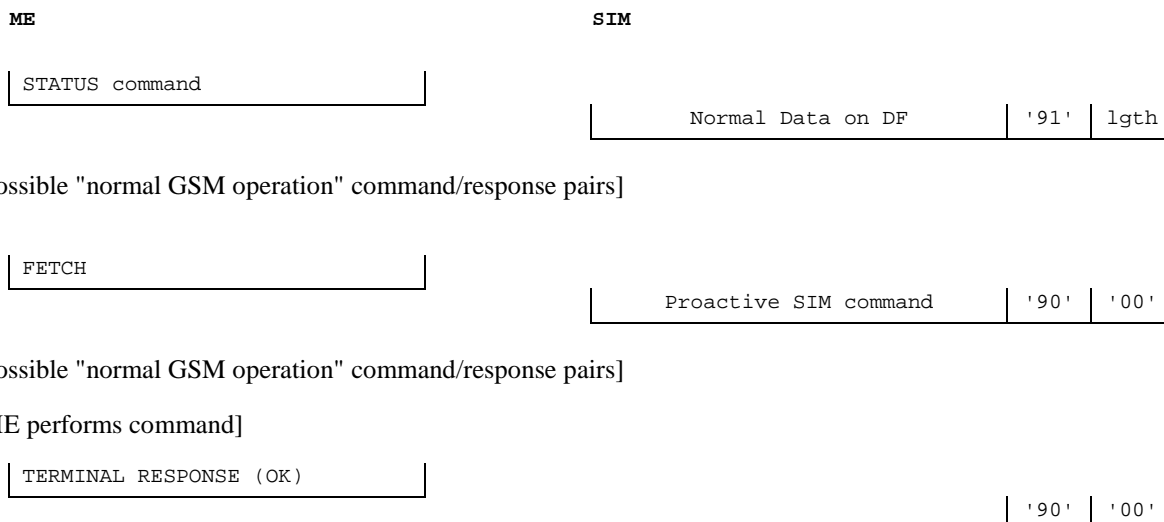 ME SIM
STATUS command
Normal Data on DF '91' lgth
ossible "normal GSM operation" command/response pairs]
FETCH
Proactive SIM command '90' '00'
ossible "normal GSM operation" command/response pairs]
IE performs command]
TERMINAL RESPONSE (OK)
'90' '00'